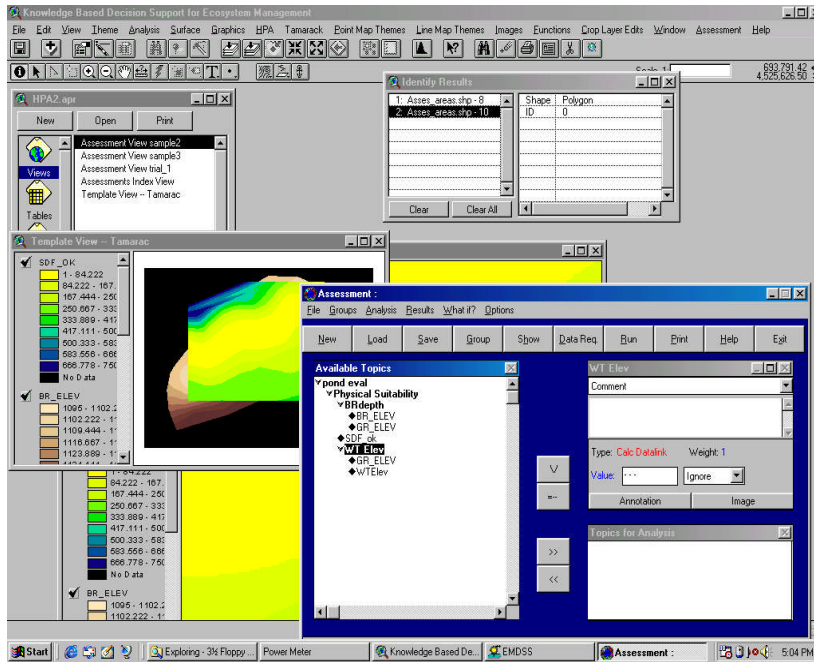 Knowledge Based Decision Support for Ecosystem Management
File Edit View Theme Analysis Surface Graphics HPA Tamarack Point Map Themes Line Map Themes Images Functions Crop Layer Edits Window Assessment Help
Scale 1:
693,791.42
4,525,626.50
HPA2.apr
New Open Print
Views
Tables
Assessment View sample2
Assessment View sample3
Assessment View trial_1
Assessments Index View
Template View -- Tamarac
Identify Results
1: Asses_areas.shp - 8
2: Asses_areas.shp - 10
Shape Polygon
ID 0
Clear Clear All
Template View -- Tamarac
SDF_OK
1 - 84.222
84.222 - 167.
167.444 - 250
250.667 - 333
333.889 - 417
417.111 - 500
500.333 - 583
583.556 - 666
666.778 - 750
No Data
BR_ELEV
1095 - 1102.2
1102.222 - 1
1109.444 - 1
1116.667 - 1
1123.889 - 1
Assessment :
File Groups Analysis Results What if? Options
New Load Save Group Show Data Req. Run Print Help Exit
Available Topics
pond eval
Physical Suitability
BRdepth
BR_ELEV
GR_ELEV
SDF_ok
WT Elev
GR_ELEV
WTElev
V
=--
>>
<<
WT Elev
Comment
Type: Calc Datalink Weight: 1
Value: - - - Ignore
Annotation Image
Topics for Analysis
1 - 84.222
84.222 - 167.
167.444 - 250
250.667 - 333
333.889 - 417
417.111 - 500
500.333 - 583
583.556 - 666
666.778 - 750
No Data
BR_ELEV
1095 - 1102.2
1102.222 - 1
Start Exploring - 3½ Floppy ... Power Meter Knowledge Based De... EMDSS Assessment : 5:04 PM